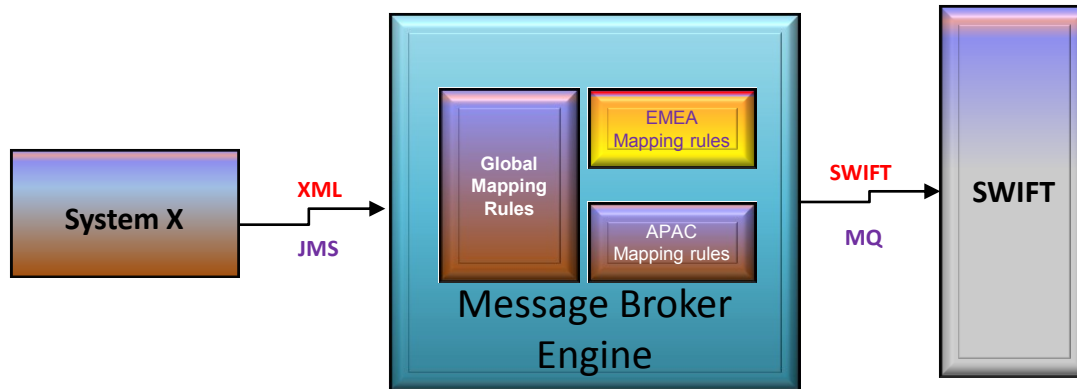 System X
XML
JMS
Global
Mapping
Rules
EMEA
Mapping rules
APAC
Mapping rules
Message Broker
Engine
SWIFT
MQ
SWIFT